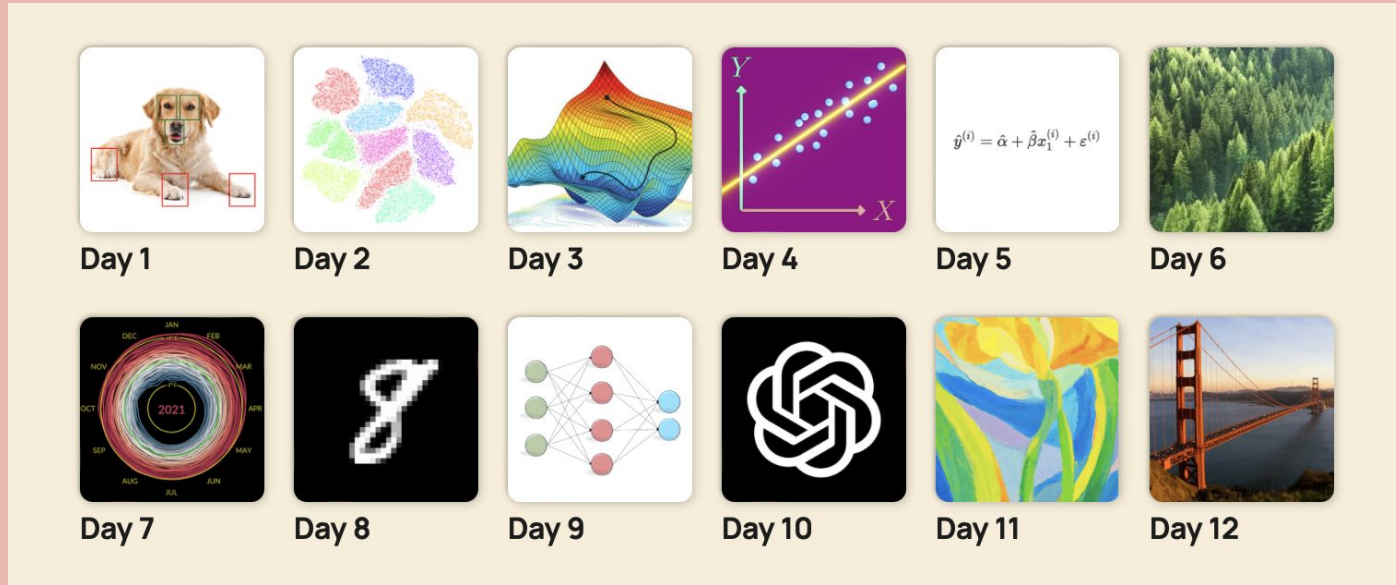 Y
X
ŷ⁽ⁱ⁾ = α̂ + β̂x₁⁽ⁱ⁾ + ε⁽ⁱ⁾
Day 1
Day 2
Day 3
Day 4
Day 5
Day 6
JAN
DEC
FEB
NOV
MAR
OCT
2021
APR
SEP
MAY
AUG
JUN
JUL
8
Day 7
Day 8
Day 9
Day 10
Day 11
Day 12